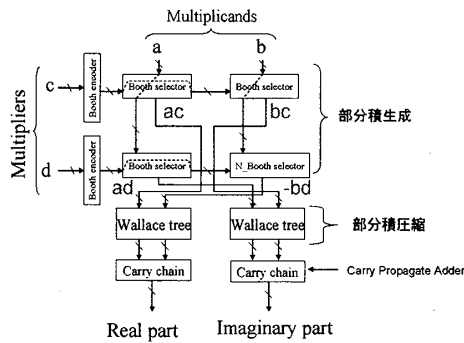 Multiplicands
a
b
Multipliers
c
Booth encoder
Booth selector
Booth selector
ac
bc
部分積生成
d
Booth encoder
Booth selector
N_Booth selector
ad
-bd
Wallace tree
Wallace tree
部分積圧縮
Carry chain
Carry chain
Carry Propagate Adder
Real part
Imaginary part